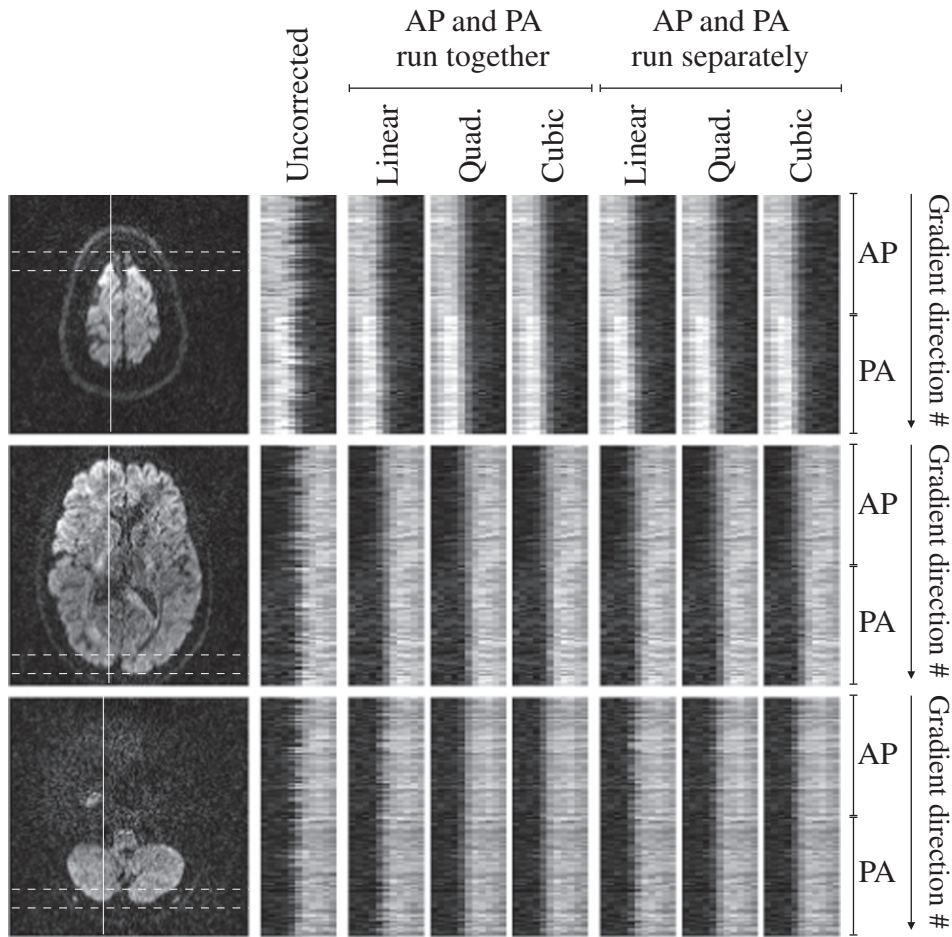 AP and PA
run together
AP and PA
run separately
Uncorrected
Linear
Quad.
Cubic
Linear
Quad.
Cubic
AP
PA
Gradient direction #
AP
PA
Gradient direction #
AP
PA
Gradient direction #